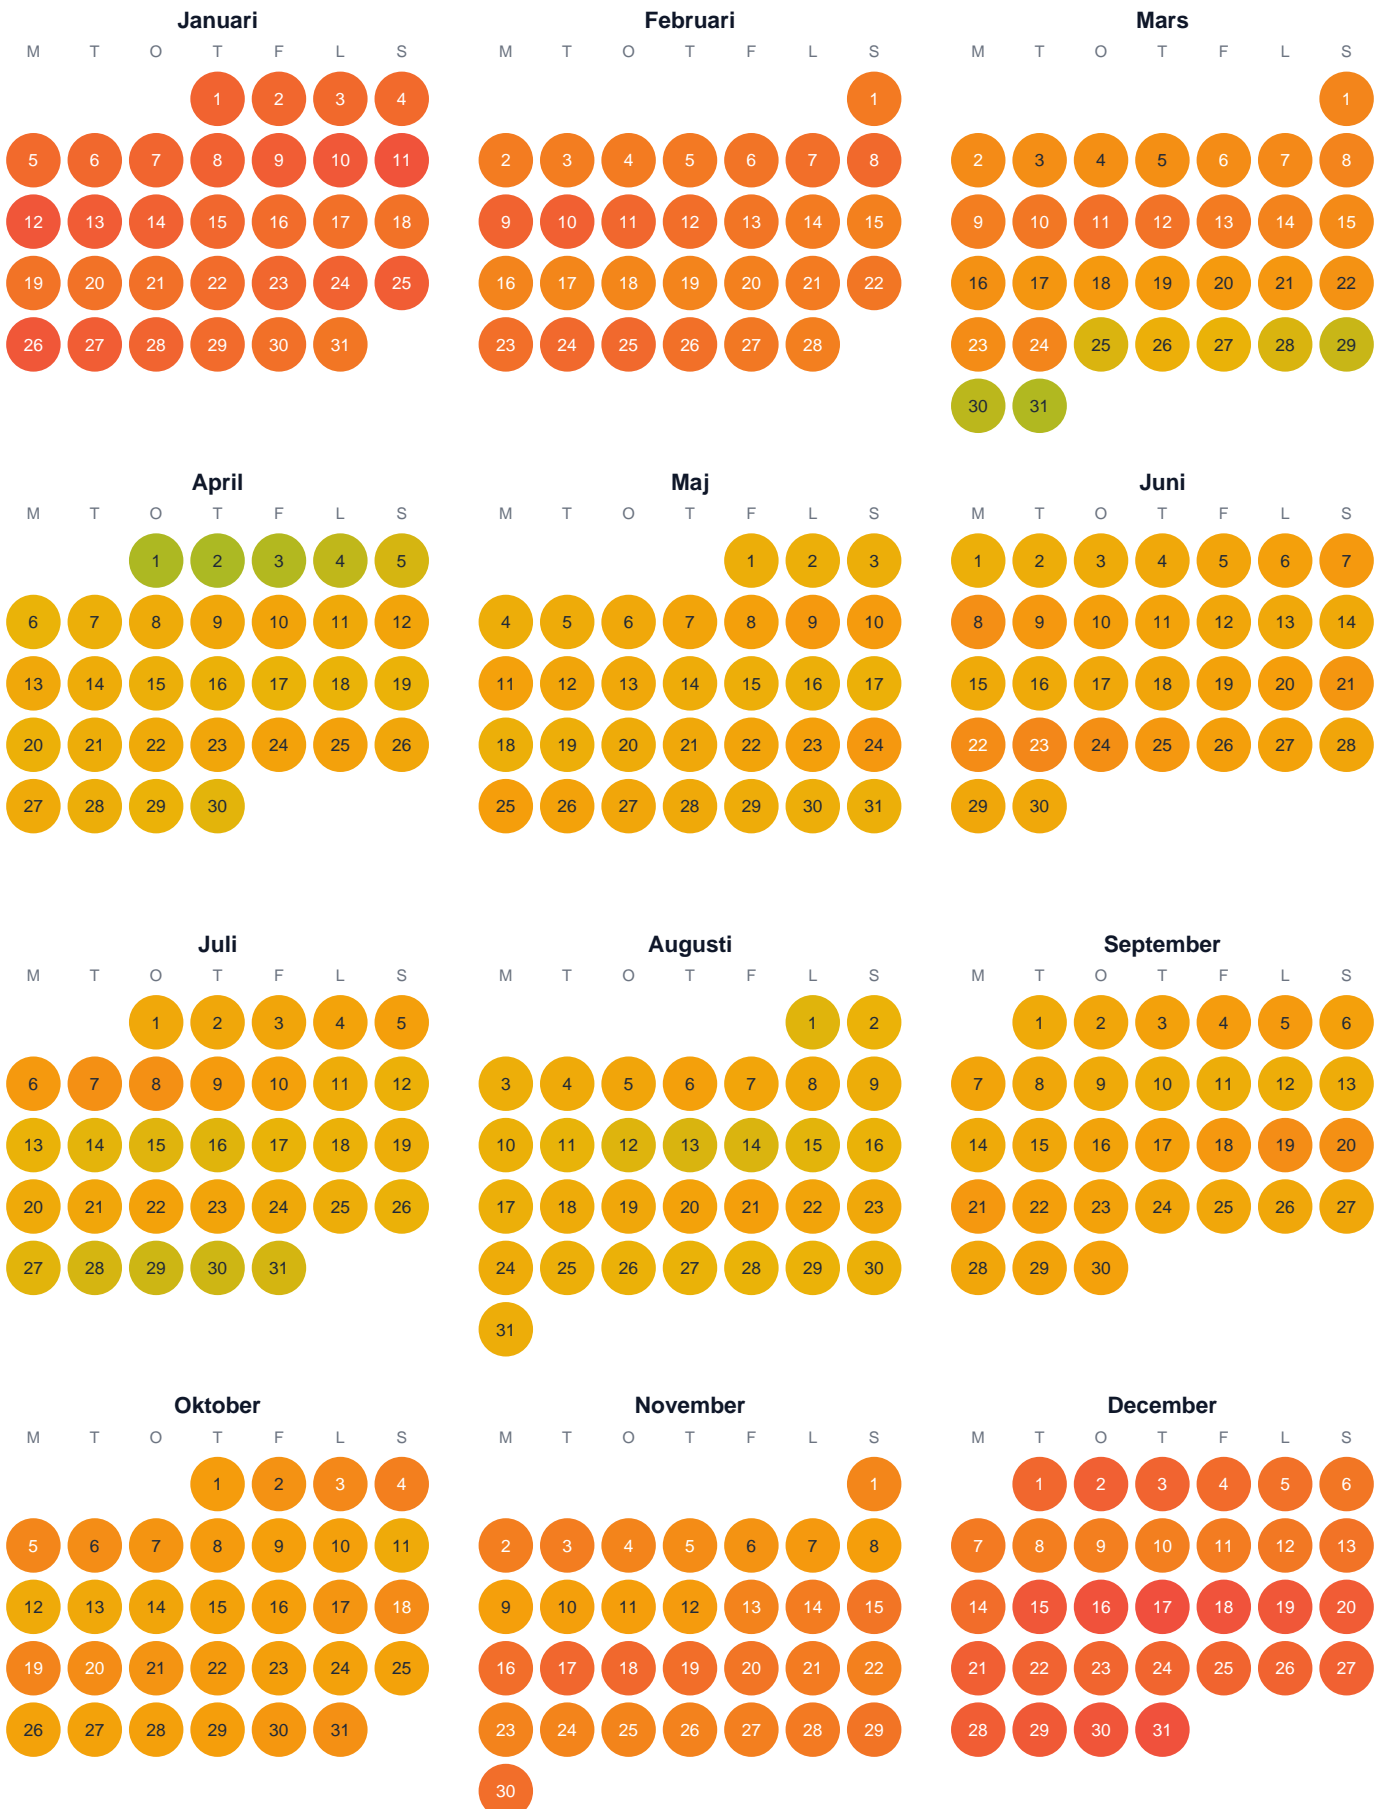 Januari Februari Mars
M T O T F L S M T O T F L S M T O T F L S
1 2 3 4 1 1
5 6 7 8 9 10 11 2 3 4 5 6 7 8 2 3 4 5 6 7 8
12 13 14 15 16 17 18 9 10 11 12 13 14 15 9 10 11 12 13 14 15
19 20 21 22 23 24 25 16 17 18 19 20 21 22 16 17 18 19 20 21 22
26 27 28 29 30 31 23 24 25 26 27 28 23 24 25 26 27 28 29
30 31
April Maj Juni
M T O T F L S M T O T F L S M T O T F L S
1 2 3 4 5 1 2 3 1 2 3 4 5 6 7
6 7 8 9 10 11 12 4 5 6 7 8 9 10 8 9 10 11 12 13 14
13 14 15 16 17 18 19 11 12 13 14 15 16 17 15 16 17 18 19 20 21
20 21 22 23 24 25 26 18 19 20 21 22 23 24 22 23 24 25 26 27 28
27 28 29 30 25 26 27 28 29 30 31 29 30
Juli Augusti September
M T O T F L S M T O T F L S M T O T F L S
1 2 3 4 5 1 2 1 2 3 4 5 6
6 7 8 9 10 11 12 3 4 5 6 7 8 9 7 8 9 10 11 12 13
13 14 15 16 17 18 19 10 11 12 13 14 15 16 14 15 16 17 18 19 20
20 21 22 23 24 25 26 17 18 19 20 21 22 23 21 22 23 24 25 26 27
27 28 29 30 31 24 25 26 27 28 29 30 28 29 30
31
Oktober November December
M T O T F L S M T O T F L S M T O T F L S
1 2 3 4 1 1 2 3 4 5 6
5 6 7 8 9 10 11 2 3 4 5 6 7 8 7 8 9 10 11 12 13
12 13 14 15 16 17 18 9 10 11 12 13 14 15 14 15 16 17 18 19 20
19 20 21 22 23 24 25 16 17 18 19 20 21 22 21 22 23 24 25 26 27
26 27 28 29 30 31 23 24 25 26 27 28 29 28 29 30 31
30